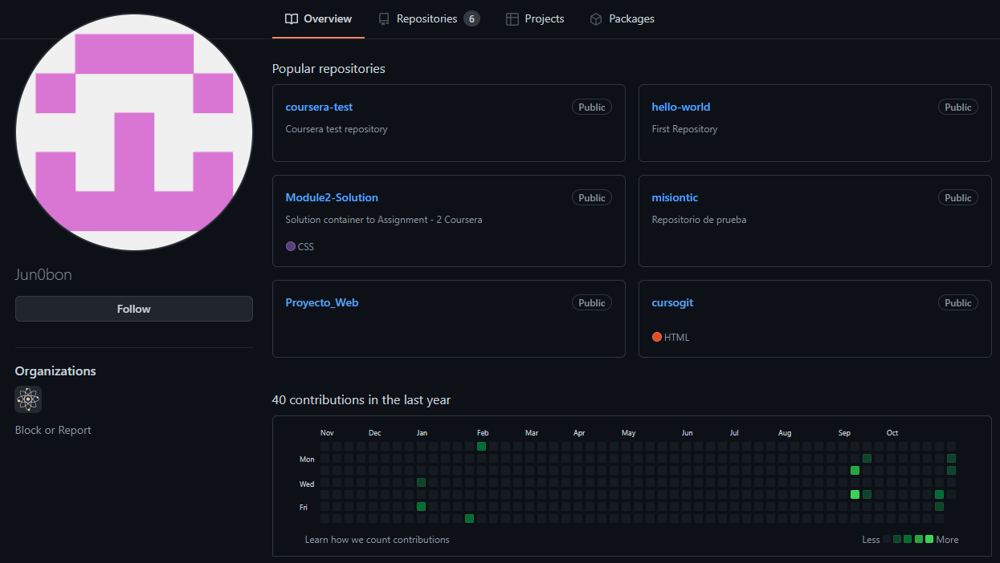 Overview Repositories 6 Projects Packages
Popular repositories
coursera-test Public
Coursera test repository
hello-world Public
First Repository
Module2-Solution Public
Solution container to Assignment - 2 Coursera
CSS
misiontic Public
Repositorio de prueba
Proyecto_Web Public
cursogit Public
HTML
Jun0bon
Follow
Organizations
Block or Report
40 contributions in the last year
Nov Dec Jan Feb Mar Apr May Jun Jul Aug Sep Oct
Mon
Wed
Fri
Learn how we count contributions
Less More